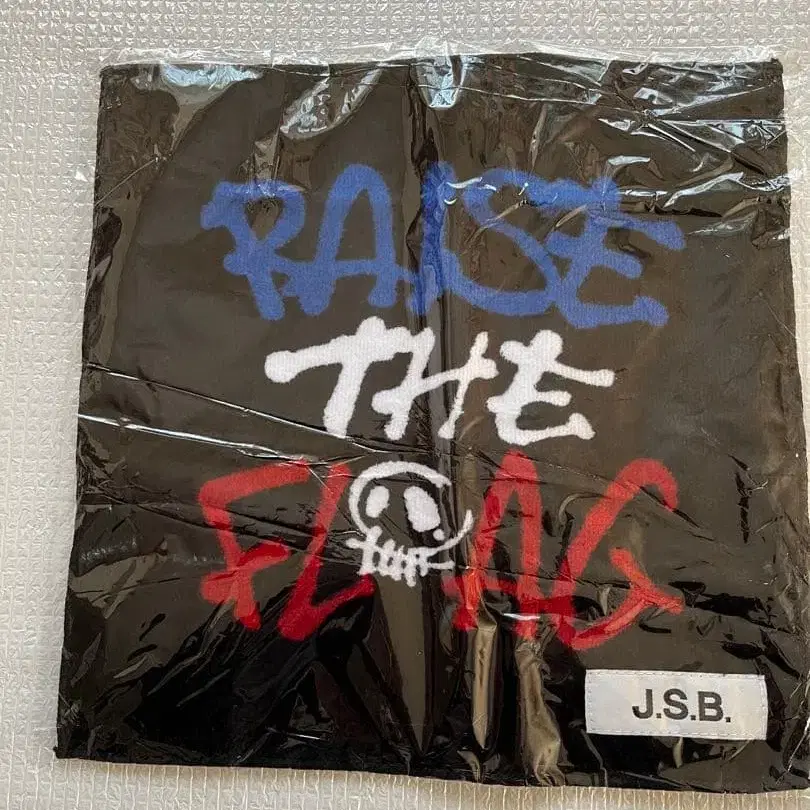 RAISE
THE
FLAG
J.S.B.